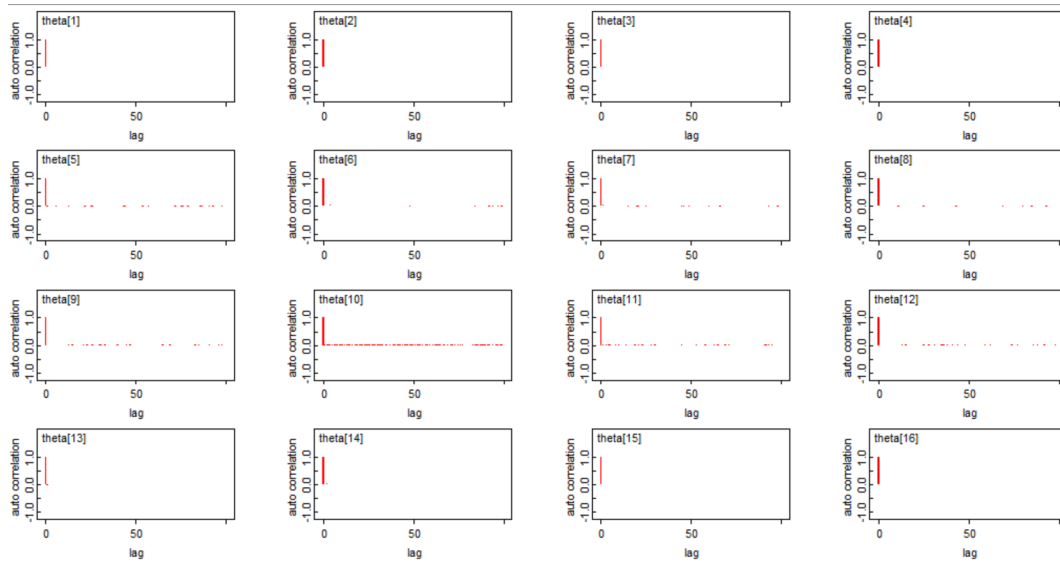 theta[1] theta[2] theta[3] theta[4]
auto correlation auto correlation auto correlation auto correlation
-1.0 0.0 1.0 -1.0 0.0 1.0 -1.0 0.0 1.0 -1.0 0.0 1.0
0 50 0 50 0 50 0 50
lag lag lag lag
theta[5] theta[6] theta[7] theta[8]
auto correlation auto correlation auto correlation auto correlation
-1.0 0.0 1.0 -1.0 0.0 1.0 -1.0 0.0 1.0 -1.0 0.0 1.0
0 50 0 50 0 50 0 50
lag lag lag lag
theta[9] theta[10] theta[11] theta[12]
auto correlation auto correlation auto correlation auto correlation
-1.0 0.0 1.0 -1.0 0.0 1.0 -1.0 0.0 1.0 -1.0 0.0 1.0
0 50 0 50 0 50 0 50
lag lag lag lag
theta[13] theta[14] theta[15] theta[16]
auto correlation auto correlation auto correlation auto correlation
-1.0 0.0 1.0 -1.0 0.0 1.0 -1.0 0.0 1.0 -1.0 0.0 1.0
0 50 0 50 0 50 0 50
lag lag lag lag